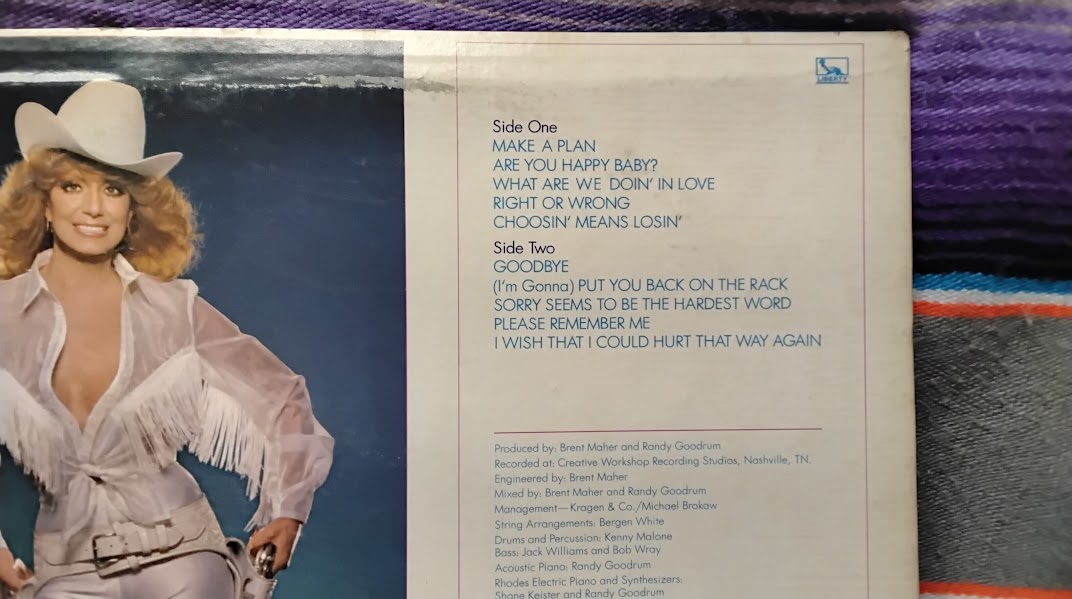 LIBERTY
Side One
MAKE A PLAN
ARE YOU HAPPY BABY?
WHAT ARE WE DOIN' IN LOVE
RIGHT OR WRONG
CHOOSIN' MEANS LOSIN'
Side Two
GOODBYE
(I'm Gonna) PUT YOU BACK ON THE RACK
SORRY SEEMS TO BE THE HARDEST WORD
PLEASE REMEMBER ME
I WISH THAT I COULD HURT THAT WAY AGAIN
Produced by: Brent Maher and Randy Goodrum
Recorded at: Creative Workshop Recording Studios, Nashville, TN.
Engineered by: Brent Maher
Mixed by: Brent Maher and Randy Goodrum
Management—Kragen & Co./Michael Brokaw
String Arrangements: Bergen White
Drums and Percussion: Kenny Malone
Bass: Jack Williams and Bob Wray
Acoustic Piano: Randy Goodrum
Rhodes Electric Piano and Synthesizers:
Shane Keister and Randy Goodrum